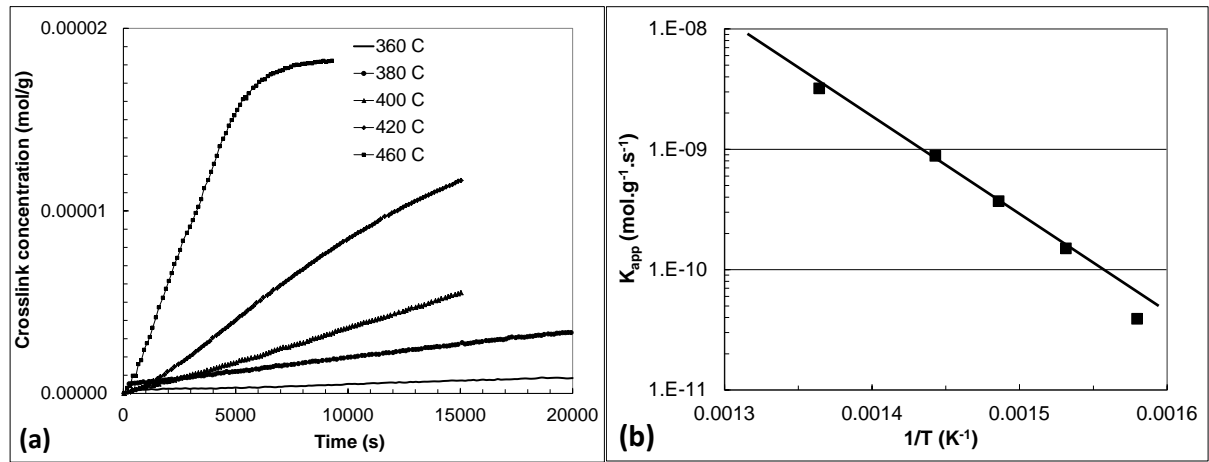 0.00002
0.00001
0.00000
Crosslink concentration (mol/g)
360 C
380 C
400 C
420 C
460 C
0 5000 10000 15000 20000
Time (s)
(a)
1.E-08
1.E-09
1.E-10
1.E-11
Kapp (mol.g-1.s-1)
0.0013 0.0014 0.0015 0.0016
1/T (K-1)
(b)